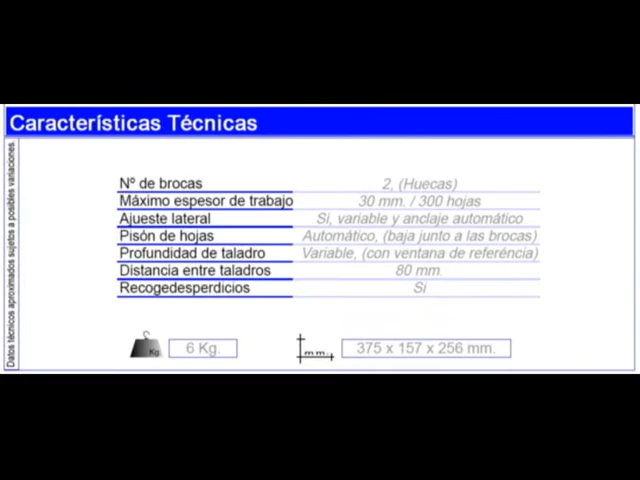 Características Técnicas
Datos técnicos aproximados sujetos a posibles variaciones.
Nº de brocas 2, (Huecas)
Máximo espesor de trabajo 30 mm. / 300 hojas
Ajueste lateral Si, variable y anclaje automático
Pisón de hojas Automático, (baja junto a las brocas)
Profundidad de taladro Variable, (con ventana de referéncia)
Distancia entre taladros 80 mm.
Recogedesperdicios Si
Kg. 6 Kg. mm. 375 x 157 x 256 mm.